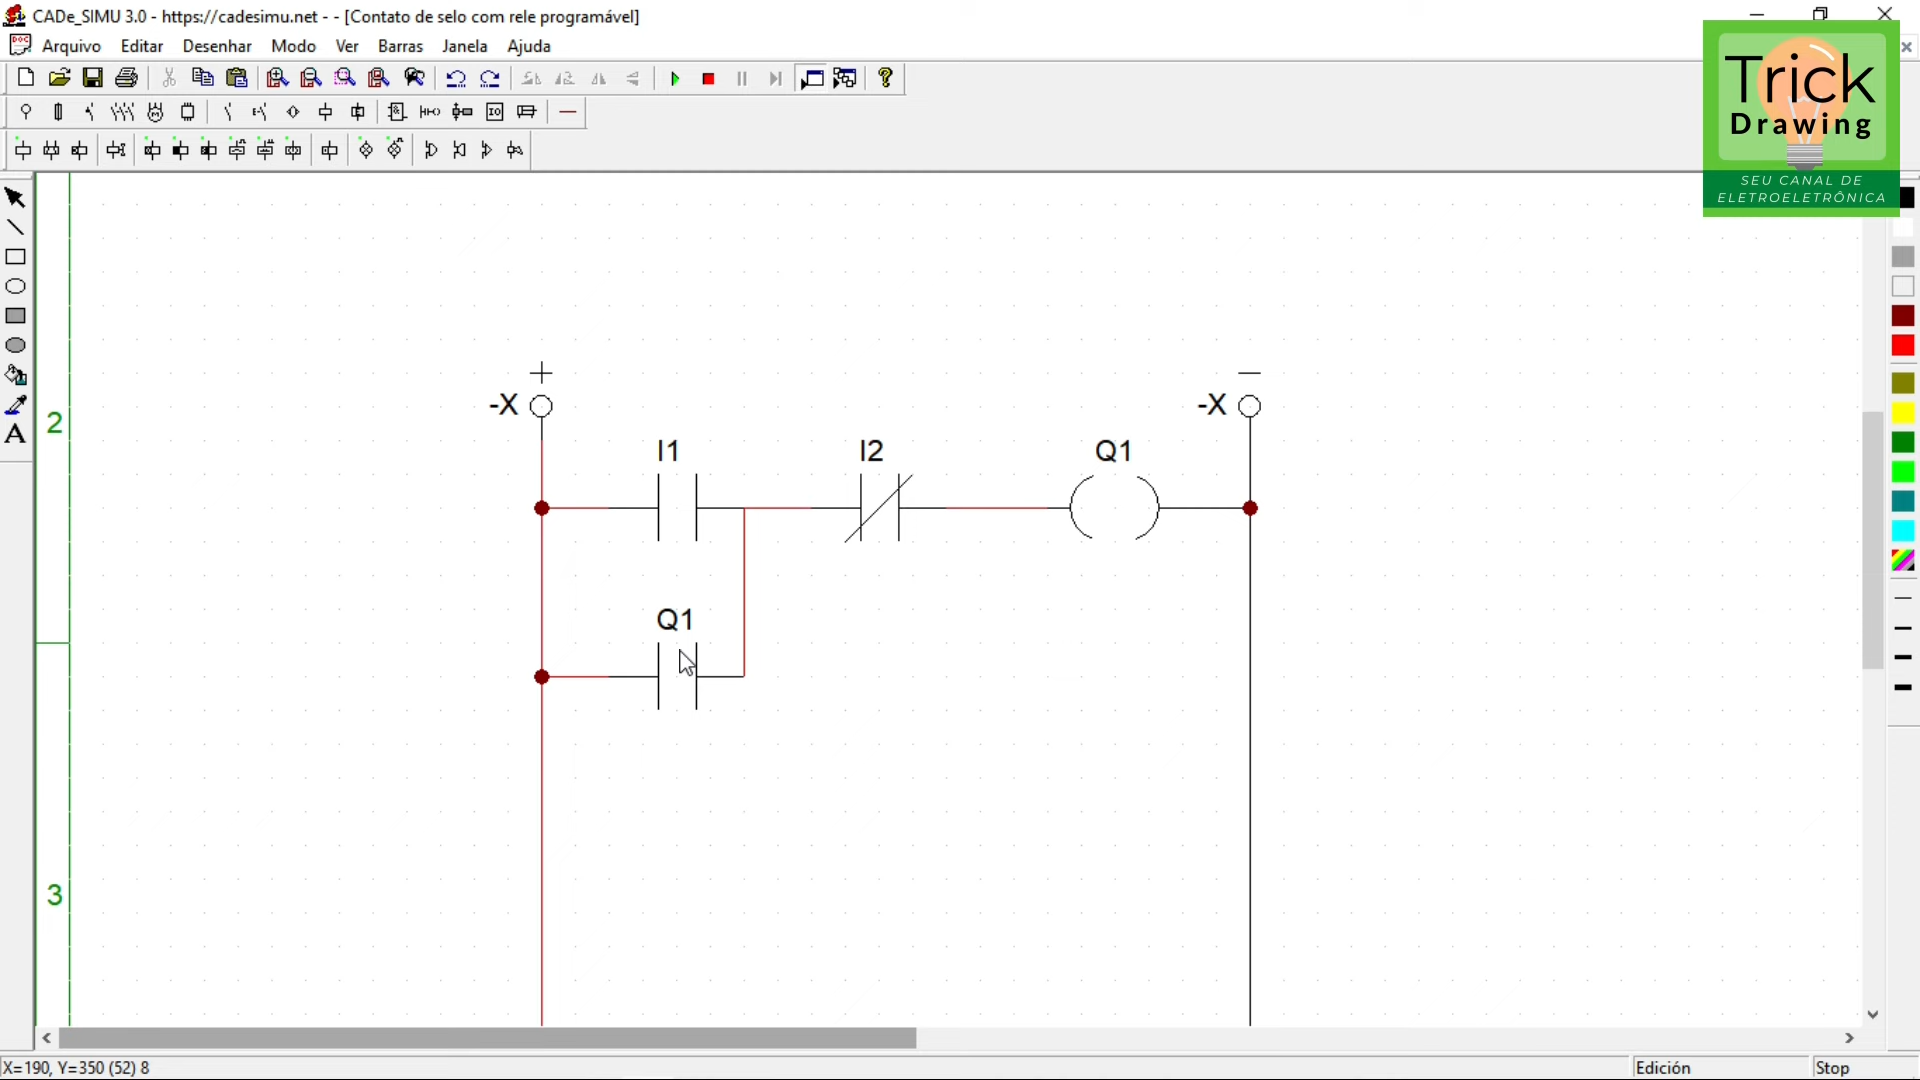 CADe_SIMU 3.0 - https://cadesimu.net - - [Contato de selo com rele programável]
Arquivo Editar Desenhar Modo Ver Barras Janela Ajuda
Trick
Drawing
SEU CANAL DE
ELETROELETRÔNICA
A
2
3
+
-X
−
-X
I1
I2
Q1
Q1
X=190, Y=350 (52) 8
Edición
Stop